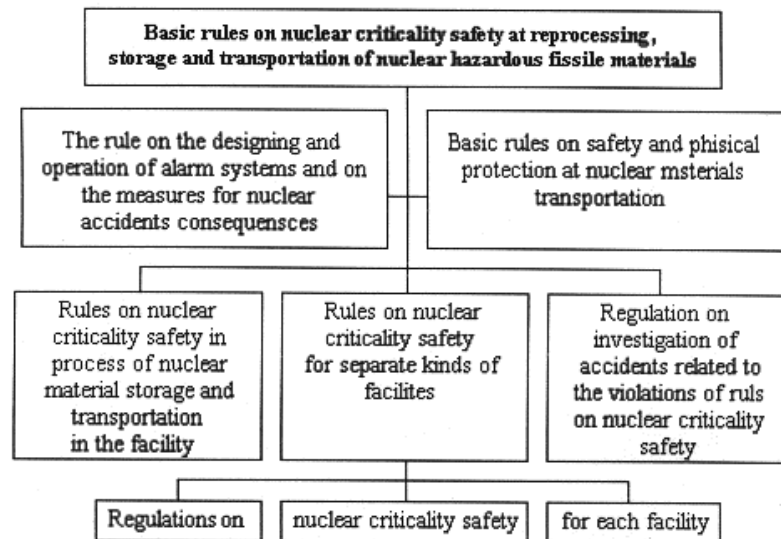 Basic rules on nuclear criticality safety at reprocessing,
storage and transportation of nuclear hazardous fissile materials
The rule on the designing and
operation of alarm systems and on
the measures for nuclear
accidents consequensces
Basic rules on safety and phisical
protection at nuclear msterials
transportation
Rules on nuclear
criticality safety in
process of nuclear
material storage and
transportation
in the facility
Rules on nuclear
criticality safety
for separate kinds of
facilites
Regulation on
investigation of
accidents related to
the violations of ruls
on nuclear criticality
safety
Regulations on
nuclear criticality safety
for each facility